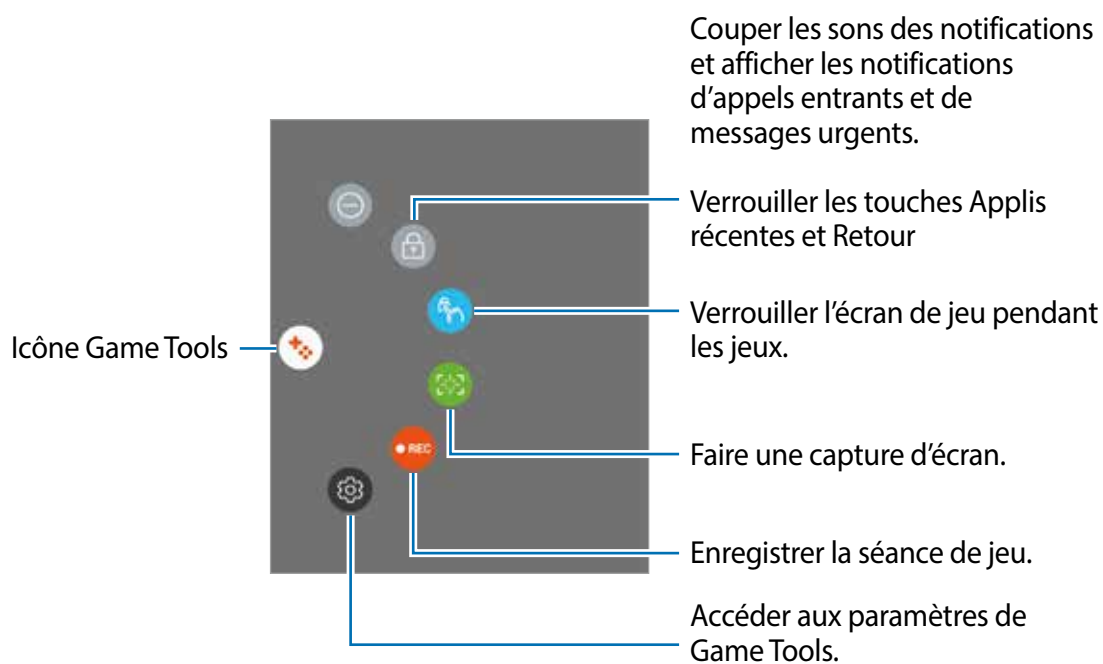 Couper les sons des notifications
et afficher les notifications
d’appels entrants et de
messages urgents.
Verrouiller les touches Applis
récentes et Retour
Verrouiller l’écran de jeu pendant
les jeux.
Icône Game Tools
Faire une capture d’écran.
REC
Enregistrer la séance de jeu.
Accéder aux paramètres de
Game Tools.